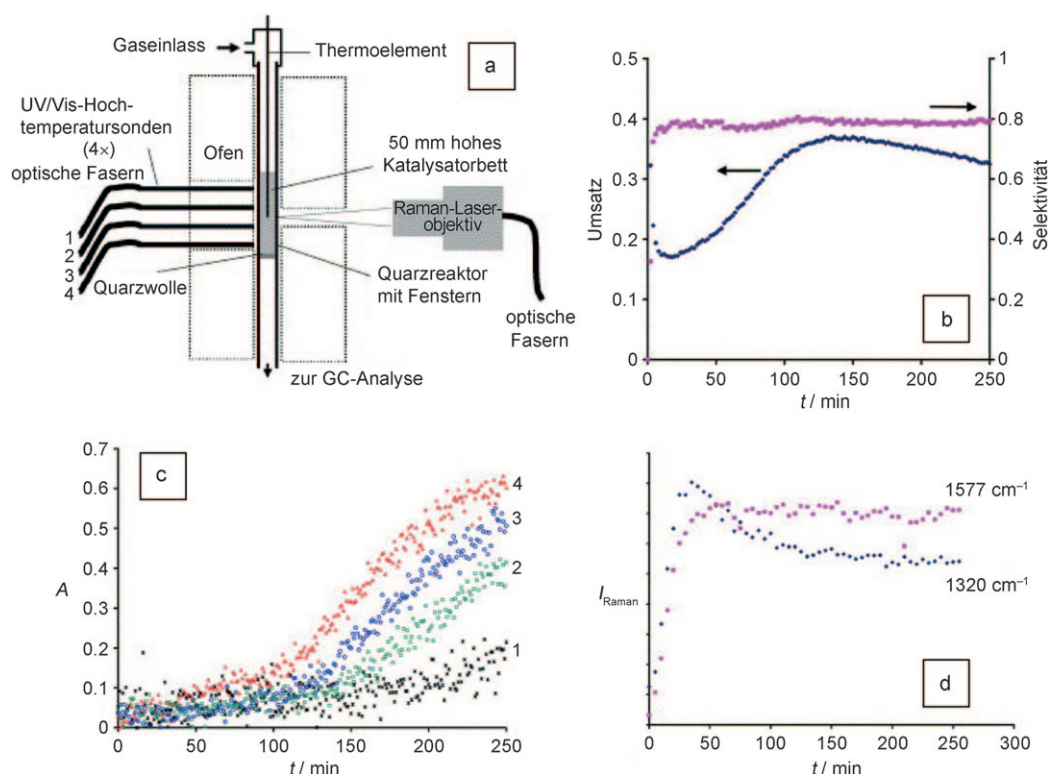 Gaseinlass
Thermoelement
a
UV/Vis-Hoch-
temperatursonden
(4×)
optische Fasern
Ofen
50 mm hohes
Katalysatorbett
Raman-Laser-
objektiv
1
2
3
4
Quarzwolle
Quarzreaktor
mit Fenstern
optische
Fasern
zur GC-Analyse
b
Umsatz
0.5
0.4
0.3
0.2
0.1
0
1
0.8
0.6
0.4
0.2
0
Selektivität
0 50 100 150 200 250
t / min
c
A
0.7
0.6
0.5
0.4
0.3
0.2
0.1
0
4
3
2
1
0 50 100 150 200 250
t / min
d
I Raman
1577 cm⁻¹
1320 cm⁻¹
0 50 100 150 200 250 300
t / min